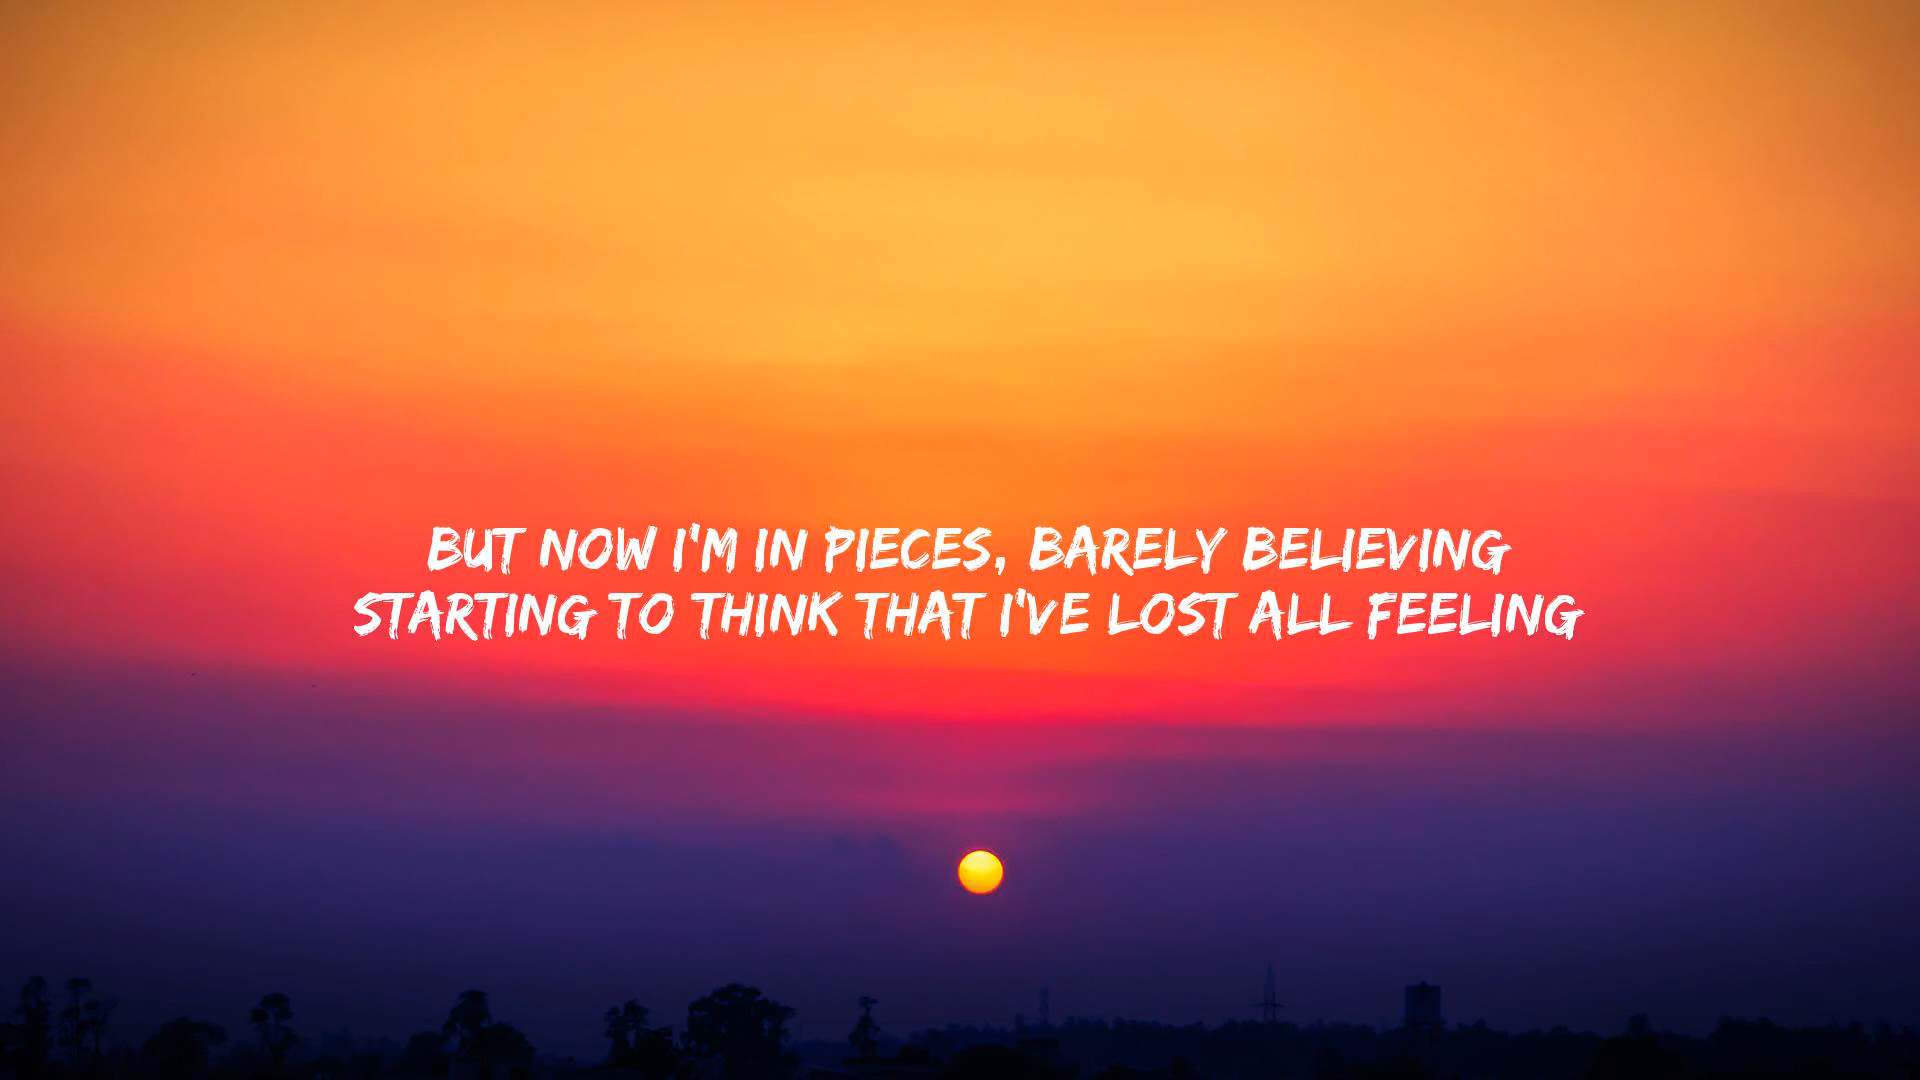 BUT NOW I'M IN PIECES, BARELY BELIEVING
STARTING TO THINK THAT I'VE LOST ALL FEELING